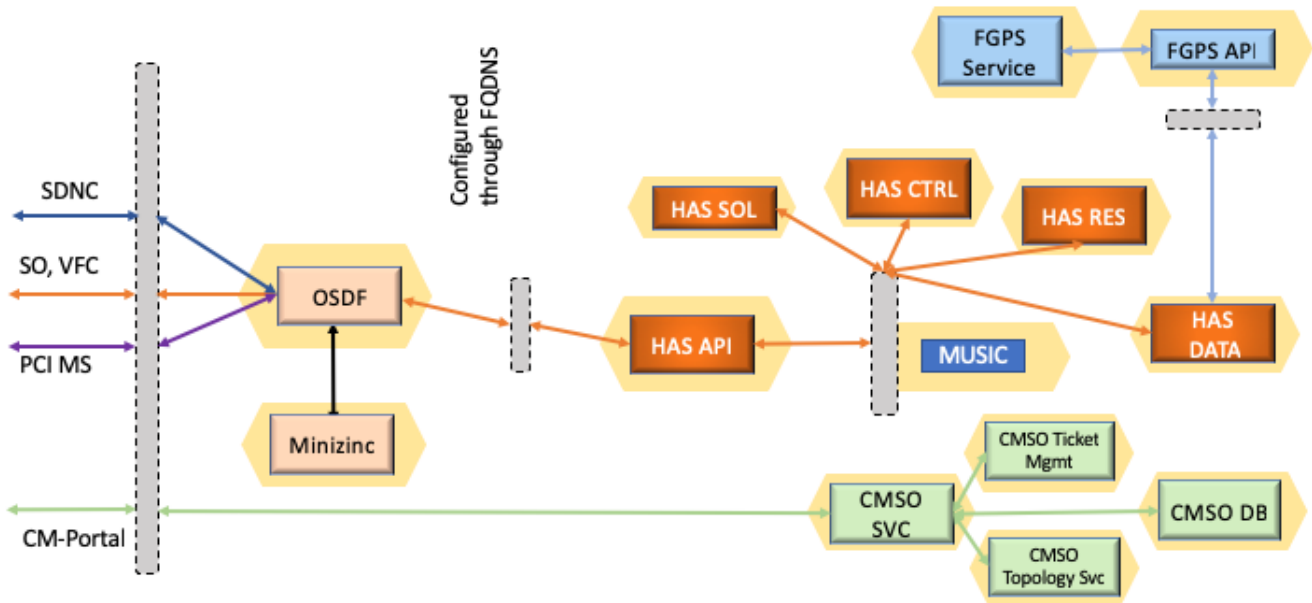 FGPS
Service
FGPS API
Configured
through FQDNS
SDNC
HAS SOL
HAS CTRL
HAS RES
SO, VFC
OSDF
PCI MS
HAS API
MUSIC
HAS
DATA
Minizinc
CMSO Ticket
Mgmt
CM-Portal
CMSO
SVC
CMSO DB
CMSO
Topology Svc